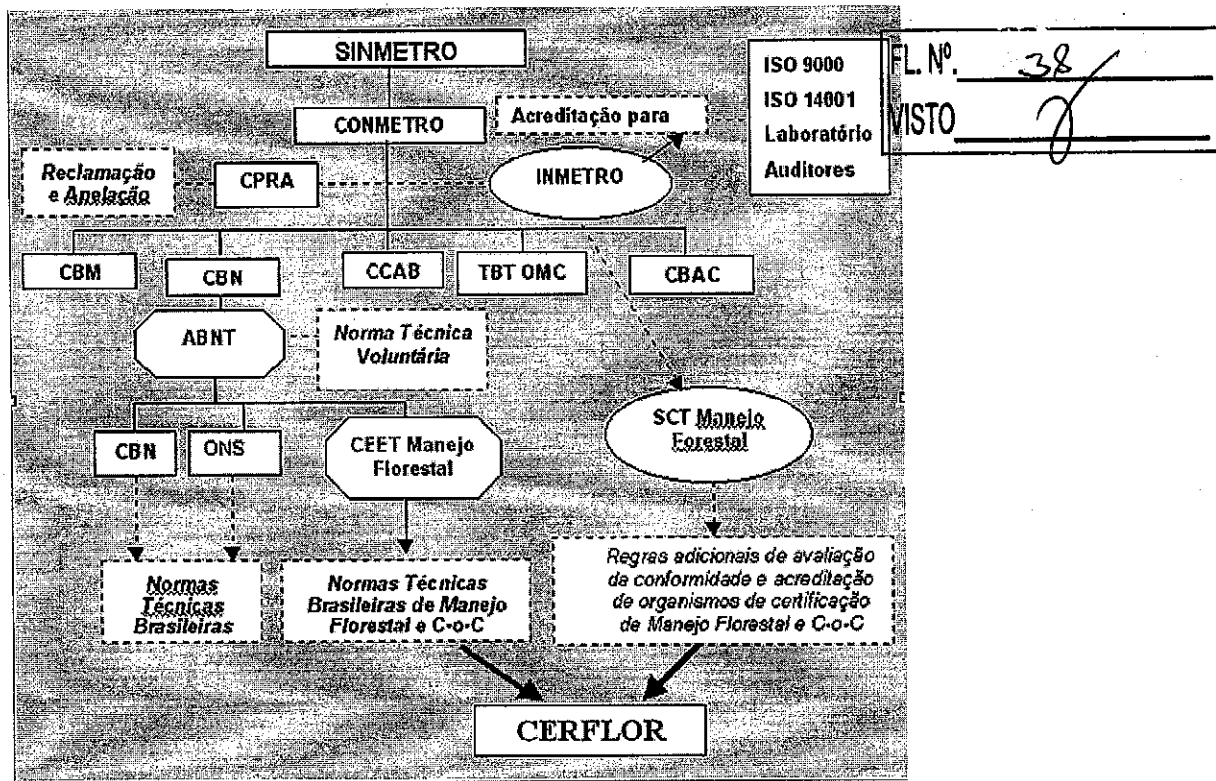 SINMETRO
CONMETRO
Acreditação para
ISO 9000
ISO 14001
Laboratório
Auditores
FL. Nº. 38
VISTO
Reclamação
e Apelação
CPRA
INMETRO
CBM
CBN
CCAB
TBT OMC
CBAC
ABNT
Norma Técnica
Voluntária
CBN
ONS
CEET Manejo
Florestal
SCT Manejo
Forestal
Normas
Técnicas
Brasileiras
Normas Técnicas
Brasileiras de Manejo
Florestal e C-o-C
Regras adicionais de avaliação
da conformidade e acreditação
de organismos de certificação
de Manejo Florestal e C-o-C
CERFLOR